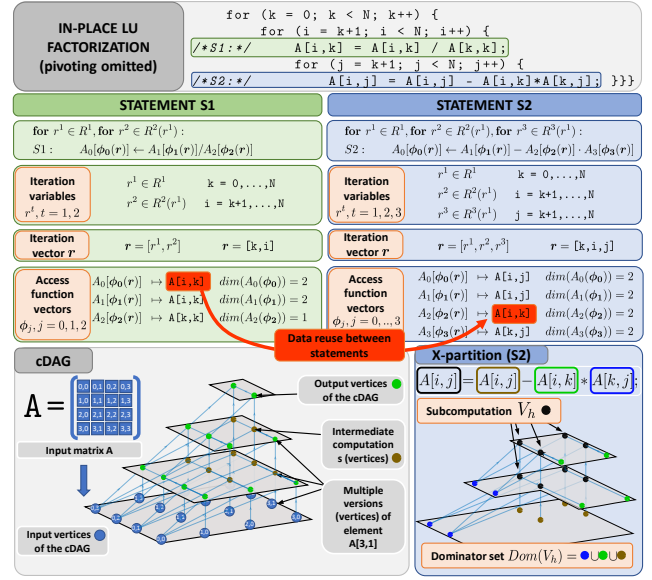 IN-PLACE LU
FACTORIZATION
(pivoting omitted)
for (k = 0; k < N; k++) {
for (i = k+1; i < N; i++) {
/*S1:*/ A[i,k] = A[i,k] / A[k,k];
for (j = k+1; j < N; j++) {
/*S2:*/ A[i,j] = A[i,j] - A[i,k]*A[k,j]; }}}
STATEMENT S1
for r¹ ∈ R¹, for r² ∈ R²(r¹) :
S1 : A₀[ϕ₀(r)] ← A₁[ϕ₁(r)]/A₂[ϕ₂(r)]
Iteration
variables
rᵗ, t = 1, 2
r¹ ∈ R¹ k = 0,...,N
r² ∈ R²(r¹) i = k+1,...,N
Iteration
vector r
r = [r¹, r²] r = [k,i]
Access
function
vectors
ϕⱼ, j = 0, 1, 2
A₀[ϕ₀(r)] ↦ A[i,k] dim(A₀(ϕ₀)) = 2
A₁[ϕ₁(r)] ↦ A[i,k] dim(A₁(ϕ₁)) = 2
A₂[ϕ₂(r)] ↦ A[k,k] dim(A₂(ϕ₂)) = 1
STATEMENT S2
for r¹ ∈ R¹, for r² ∈ R²(r¹), for r³ ∈ R³(r¹) :
S2 : A₀[ϕ₀(r)] ← A₁[ϕ₁(r)] − A₂[ϕ₂(r)] · A₃[ϕ₃(r)]
Iteration
variables
rᵗ, t = 1, 2, 3
r¹ ∈ R¹ k = 0,...,N
r² ∈ R²(r¹) i = k+1,...,N
r³ ∈ R³(r¹) j = k+1,...,N
Iteration
vector r
r = [r¹, r², r³] r = [k,i,j]
Access
function
vectors
ϕⱼ, j = 0, .., 3
A₀[ϕ₀(r)] ↦ A[i,j] dim(A₀(ϕ₀)) = 2
A₁[ϕ₁(r)] ↦ A[i,j] dim(A₁(ϕ₁)) = 2
A₂[ϕ₂(r)] ↦ A[i,k] dim(A₂(ϕ₂)) = 2
A₃[ϕ₃(r)] ↦ A[k,j] dim(A₃(ϕ₃)) = 2
Data reuse between
statements
cDAG
A =
0,0 0,1 0,2 0,3
1,0 1,1 1,2 1,3
2,0 2,1 2,2 2,3
3,0 3,1 3,2 3,3
Input matrix A
Input vertices
of the cDAG
Output vertices
of the cDAG
Intermediate
computation
s (vertices)
Multiple
versions
(vertices) of
element
A[3,1]
X-partition (S2)
A[i, j] = A[i, j] − A[i, k] * A[k, j];
Subcomputation Vₕ
Dominator set Dom(Vₕ) = ∪ ∪